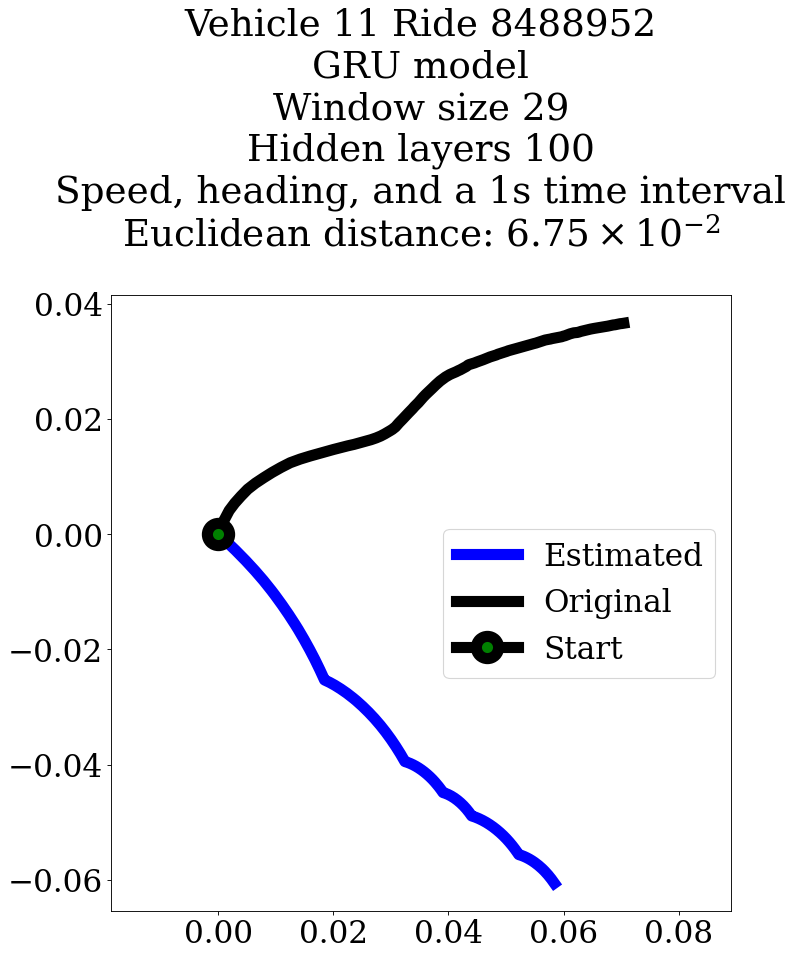 Vehicle 11 Ride 8488952
GRU model
Window size 29
Hidden layers 100
Speed, heading, and a 1s time interval
Euclidean distance: 6.75 × 10⁻²
0.04
0.02
0.00
−0.02
−0.04
−0.06
Estimated
Original
Start
0.00 0.02 0.04 0.06 0.08